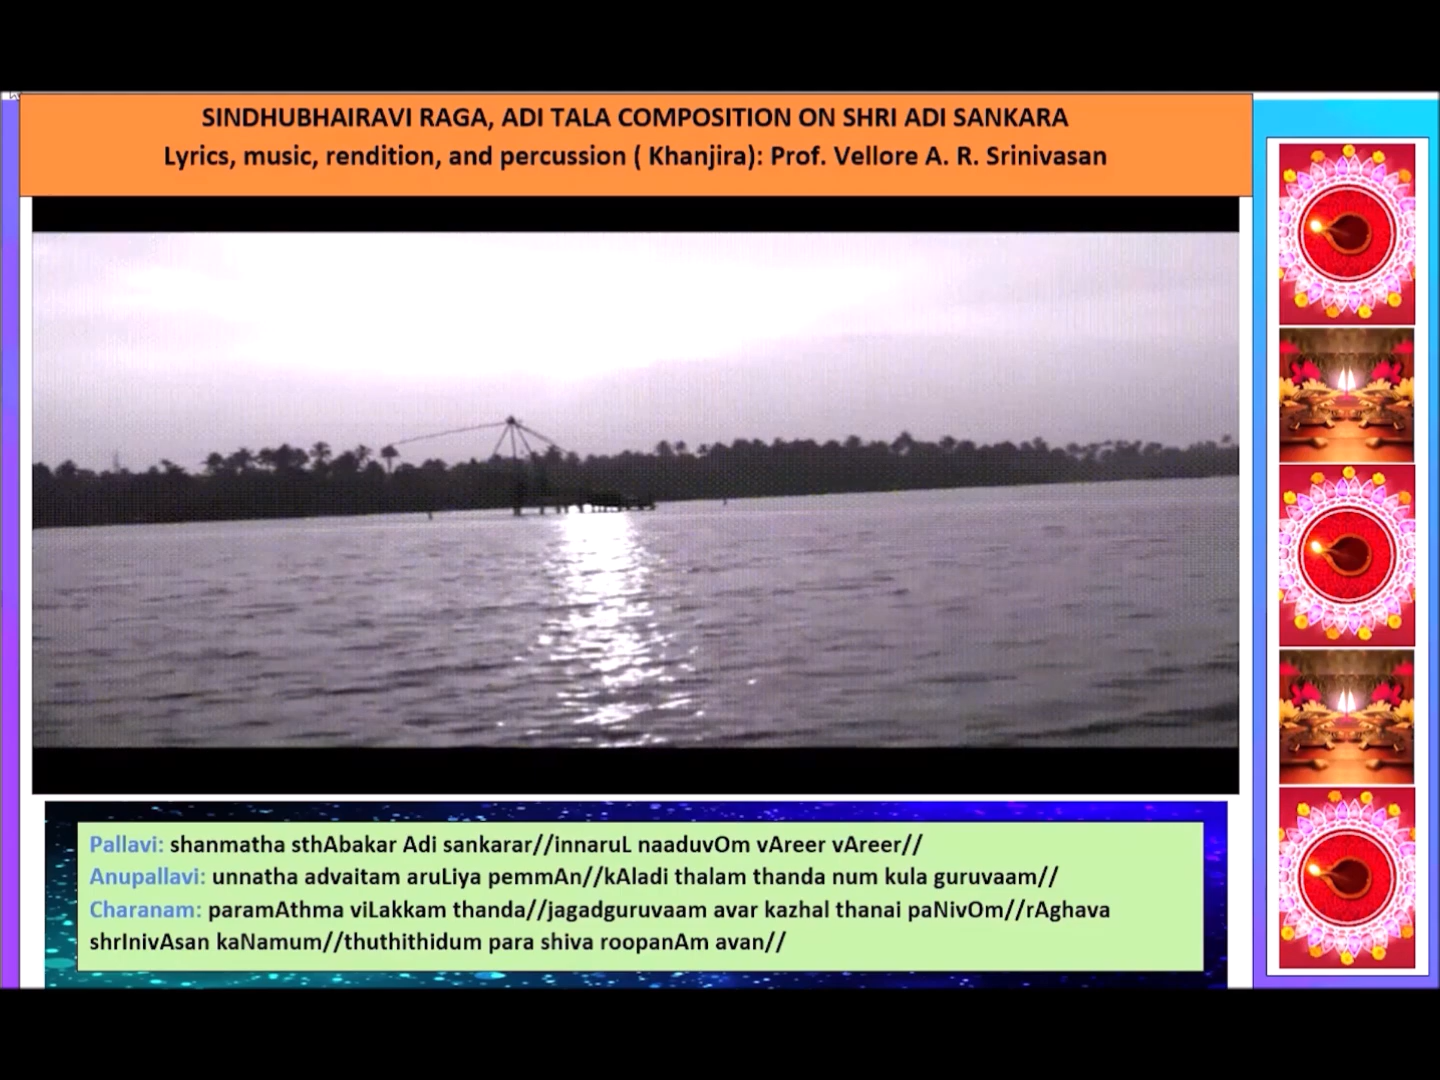 SINDHUBHAIRAVI RAGA, ADI TALA COMPOSITION ON SHRI ADI SANKARA
Lyrics, music, rendition, and percussion ( Khanjira): Prof. Vellore A. R. Srinivasan
Pallavi: shanmatha sthAbakar Adi sankarar//innaruL naaduvOm vAreer vAreer//
Anupallavi: unnatha advaitam aruLiya pemmAn//kAladi thalam thanda num kula guruvaam//
Charanam: paramAthma viLakkam thanda//jagadguruvaam avar kazhal thanai paNivOm//rAghava
shrInivAsan kaNamum//thuthithidum para shiva roopanAm avan//